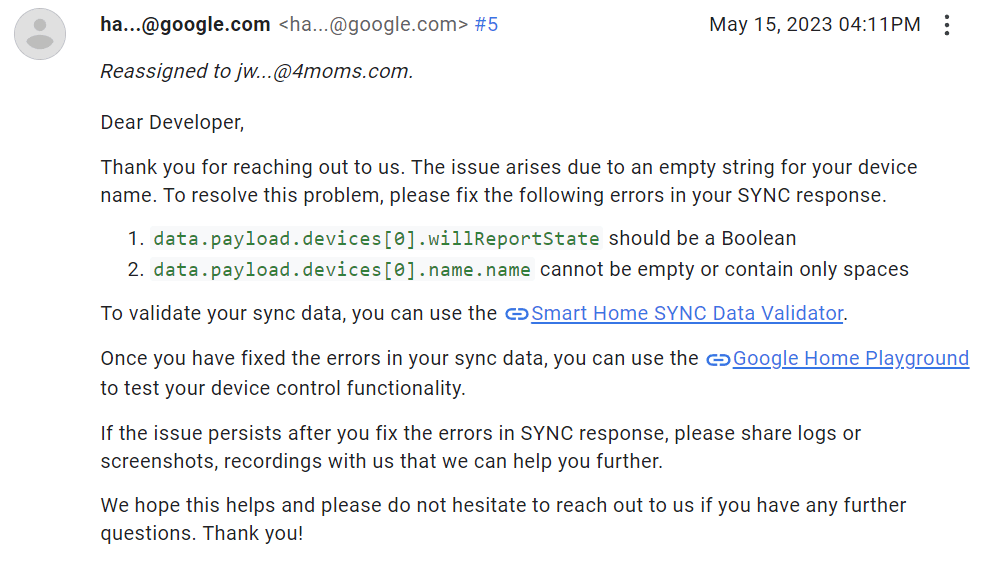 ha...@google.com <ha...@google.com> #5 May 15, 2023 04:11PM
Reassigned to jw...@4moms.com.
Dear Developer,
Thank you for reaching out to us. The issue arises due to an empty string for your device
name. To resolve this problem, please fix the following errors in your SYNC response.
1. data.payload.devices[0].willReportState should be a Boolean
2. data.payload.devices[0].name.name cannot be empty or contain only spaces
To validate your sync data, you can use the Smart Home SYNC Data Validator.
Once you have fixed the errors in your sync data, you can use the Google Home Playground
to test your device control functionality.
If the issue persists after you fix the errors in SYNC response, please share logs or
screenshots, recordings with us that we can help you further.
We hope this helps and please do not hesitate to reach out to us if you have any further
questions. Thank you!